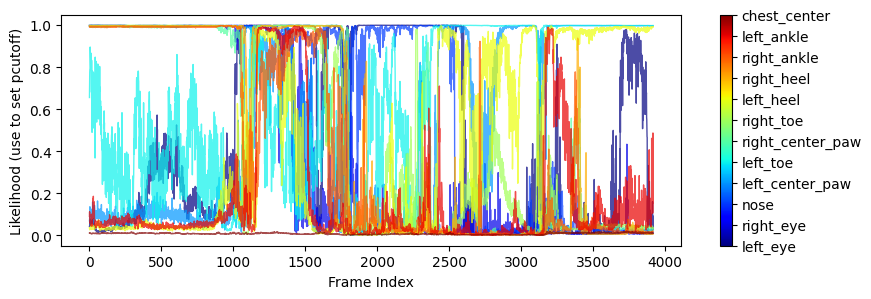 Likelihood (use to set pcutoff)
1.0
0.8
0.6
0.4
0.2
0.0
0
500
1000
1500
2000
2500
3000
3500
4000
Frame Index
chest_center
left_ankle
right_ankle
right_heel
left_heel
right_toe
right_center_paw
left_toe
left_center_paw
nose
right_eye
left_eye